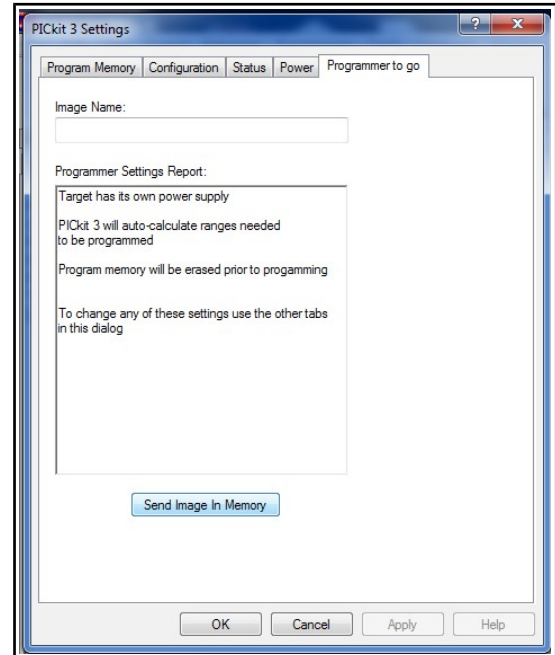 PICkit 3 Settings
?
X
Program Memory Configuration Status Power Programmer to go
Image Name:
Programmer Settings Report:
Target has its own power supply
PICkit 3 will auto-calculate ranges needed
to be programmed
Program memory will be erased prior to progamming
To change any of these settings use the other tabs
in this dialog
Send Image In Memory
OK Cancel Apply Help